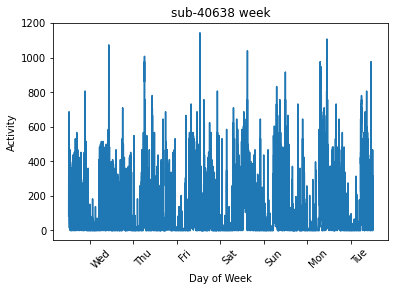 sub-40638 week
1200
1000
800
600
400
200
0
Activity
Wed
Thu
Fri
Sat
Sun
Mon
Tue
Day of Week